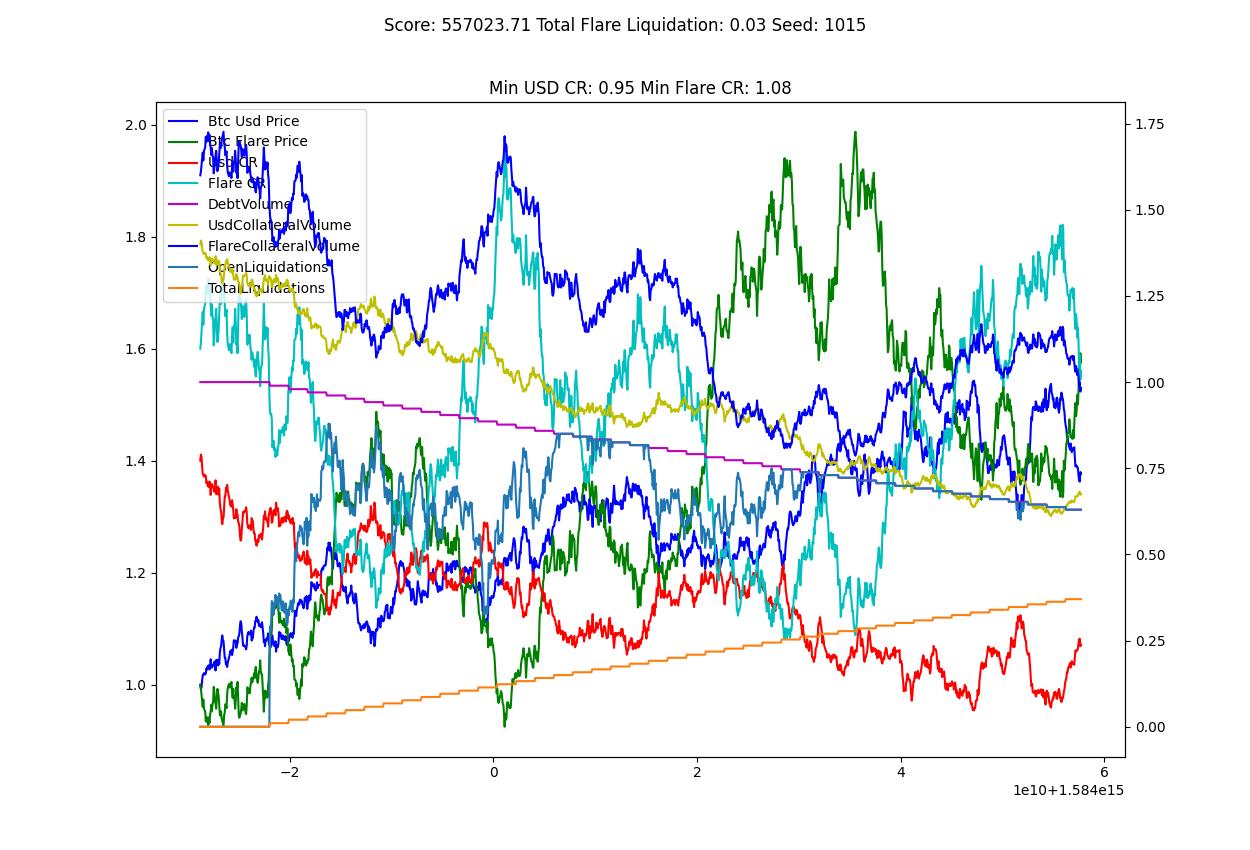 Score: 557023.71 Total Flare Liquidation: 0.03 Seed: 1015
Min USD CR: 0.95 Min Flare CR: 1.08
Btc Usd Price
Btc Flare Price
Usd CR
Flare CR
DebtVolume
UsdCollateralVolume
FlareCollateralVolume
OpenLiquidations
TotalLiquidations
2.0
1.8
1.6
1.4
1.2
1.0
1.75
1.50
1.25
1.00
0.75
0.50
0.25
0.00
−2 0 2 4 6
1e10+1.584e15